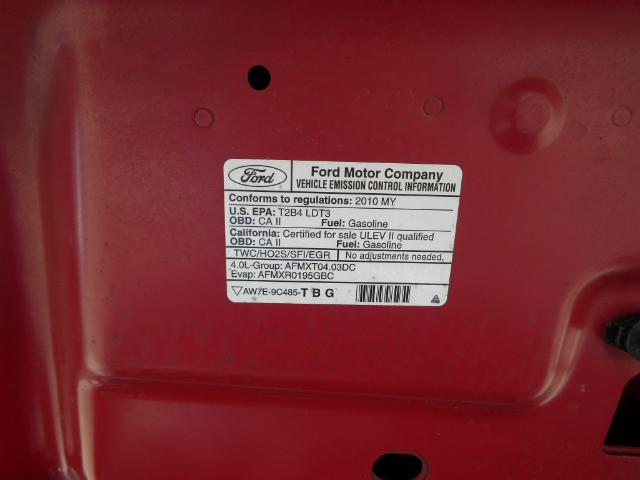 Ford
Ford Motor Company
VEHICLE EMISSION CONTROL INFORMATION
Conforms to regulations: 2010 MY
U.S. EPA: T2B4 LDT3
OBD: CA II Fuel: Gasoline
California: Certified for sale ULEV II qualified
OBD: CA II Fuel: Gasoline
TWC/HO2S/SFI/EGR No adjustments needed.
4.0L-Group: AFMXT04.03DC
Evap: AFMXR0195GBC
AW7E-9C485-T B G